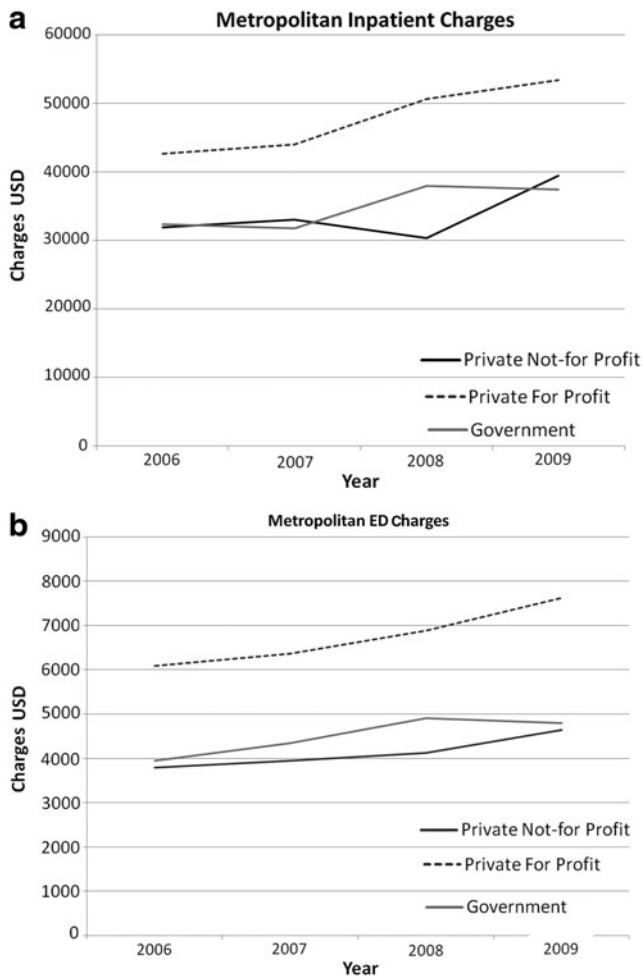 a
Metropolitan Inpatient Charges
60000
50000
40000
30000
20000
10000
0
Charges USD
Private Not-for Profit
Private For Profit
Government
2006 2007 2008 2009
Year
b
Metropolitan ED Charges
9000
8000
7000
6000
5000
4000
3000
2000
1000
0
Charges USD
Private Not-for Profit
Private For Profit
Government
2006 2007 2008 2009
Year